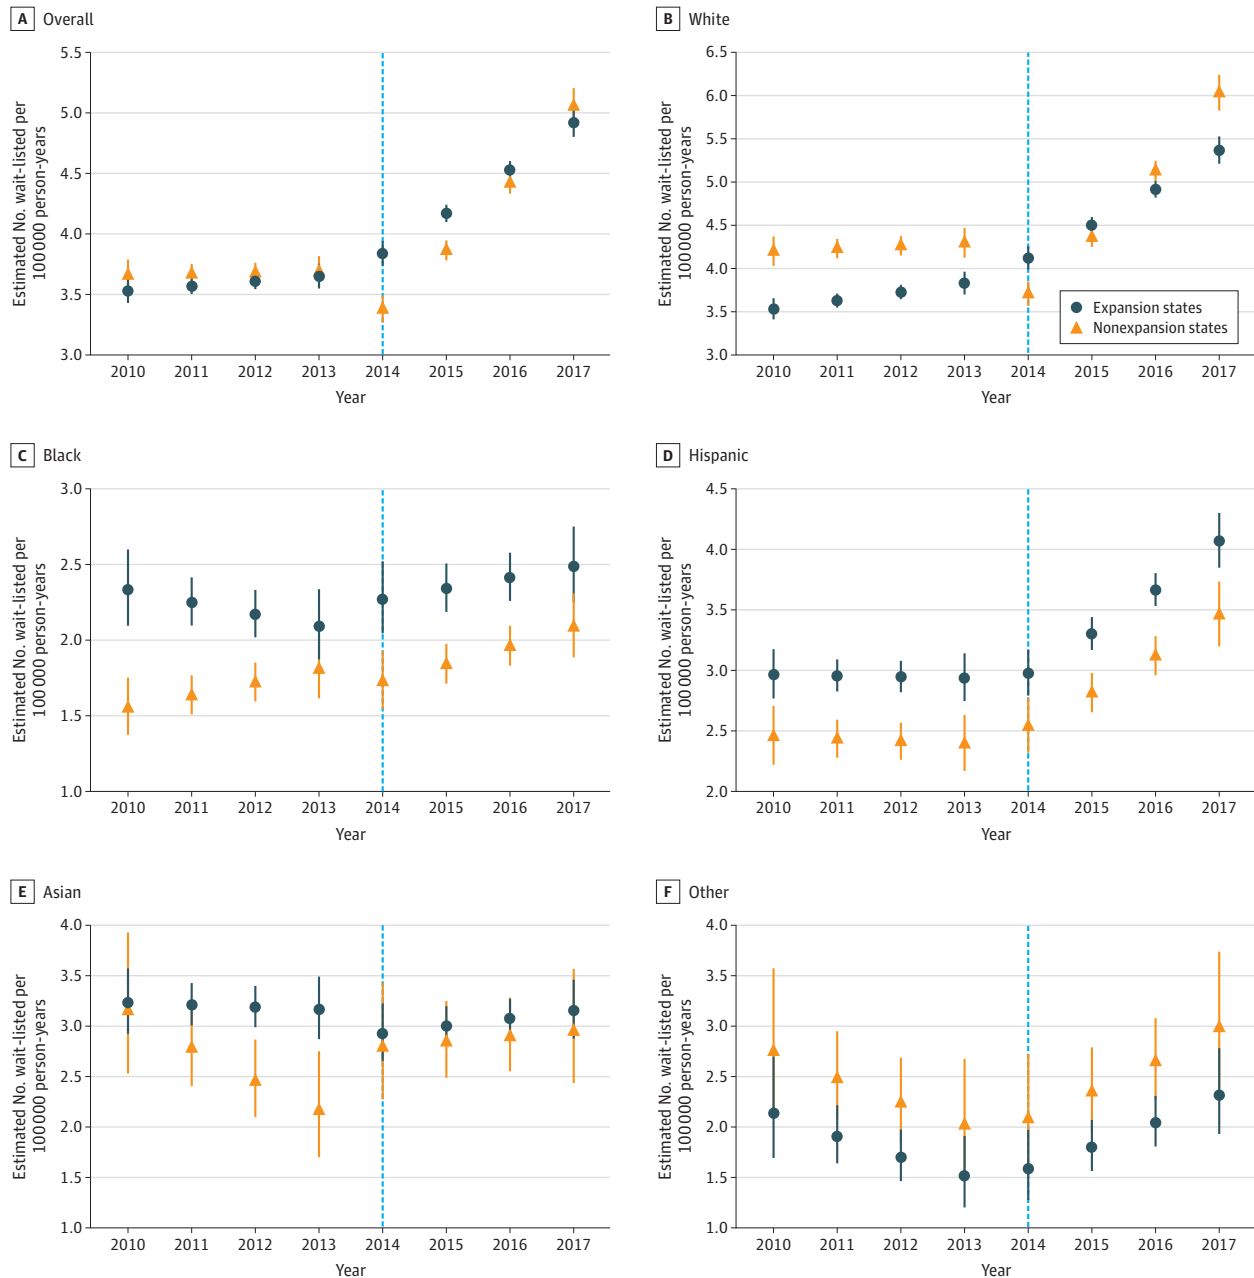 A Overall
Estimated No. wait-listed per
100 000 person-years
5.5
5.0
4.5
4.0
3.5
3.0
2010 2011 2012 2013 2014 2015 2016 2017
Year
B White
Estimated No. wait-listed per
100 000 person-years
6.5
6.0
5.5
5.0
4.5
4.0
3.5
3.0
Expansion states
Nonexpansion states
2010 2011 2012 2013 2014 2015 2016 2017
Year
C Black
Estimated No. wait-listed per
100 000 person-years
3.0
2.5
2.0
1.5
1.0
2010 2011 2012 2013 2014 2015 2016 2017
Year
D Hispanic
Estimated No. wait-listed per
100 000 person-years
4.5
4.0
3.5
3.0
2.5
2.0
2010 2011 2012 2013 2014 2015 2016 2017
Year
E Asian
Estimated No. wait-listed per
100 000 person-years
4.0
3.5
3.0
2.5
2.0
1.5
1.0
2010 2011 2012 2013 2014 2015 2016 2017
Year
F Other
Estimated No. wait-listed per
100 000 person-years
4.0
3.5
3.0
2.5
2.0
1.5
1.0
2010 2011 2012 2013 2014 2015 2016 2017
Year